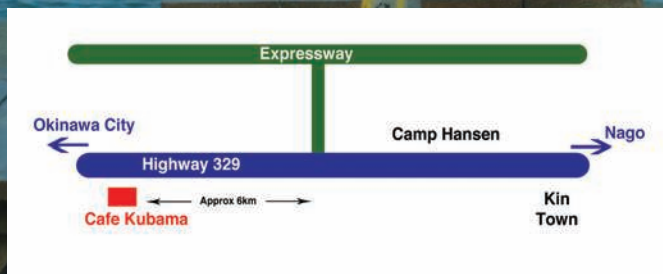 Expressway
Okinawa City
Camp Hansen
Nago
Highway 329
Approx 6km
Cafe Kubama
Kin
Town